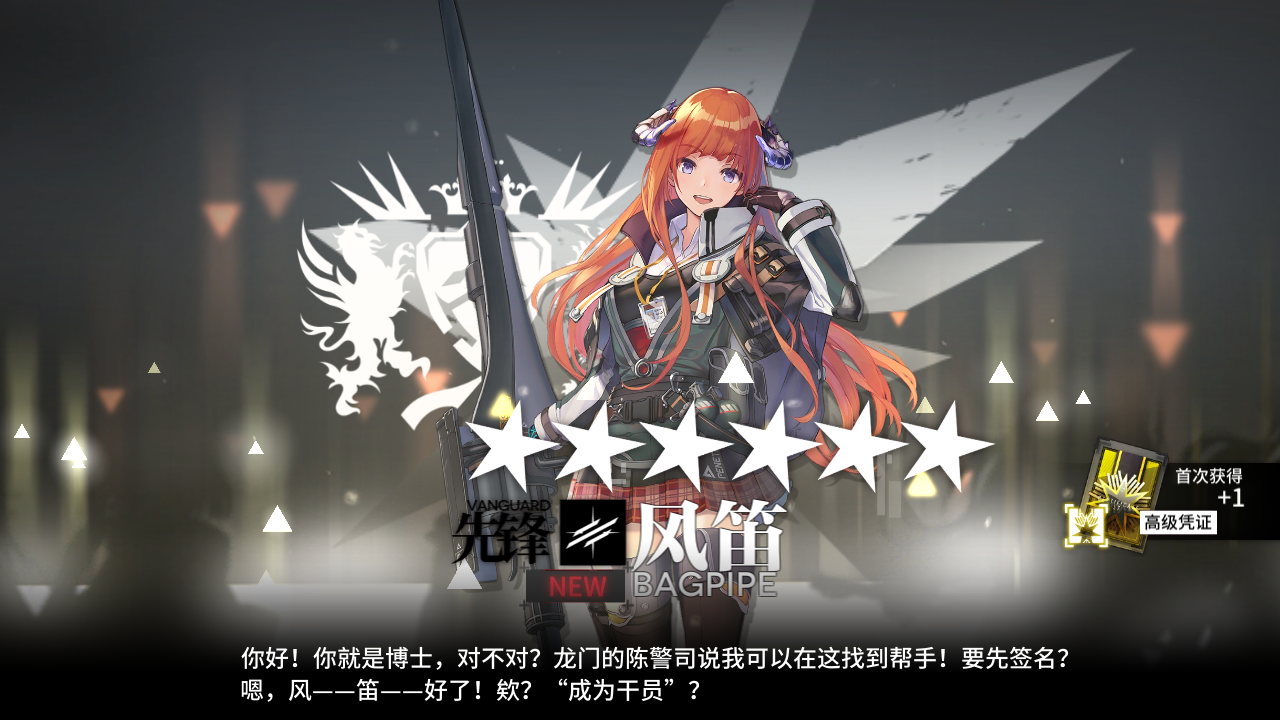 首次获得
+1
高级凭证
VANGUARD
先锋
风笛
NEW
BAGPIPE
你好！你就是博士，对不对？龙门的陈警司说我可以在这找到帮手！要先签名？
嗯，风——笛——好了！欸？“成为干员”？